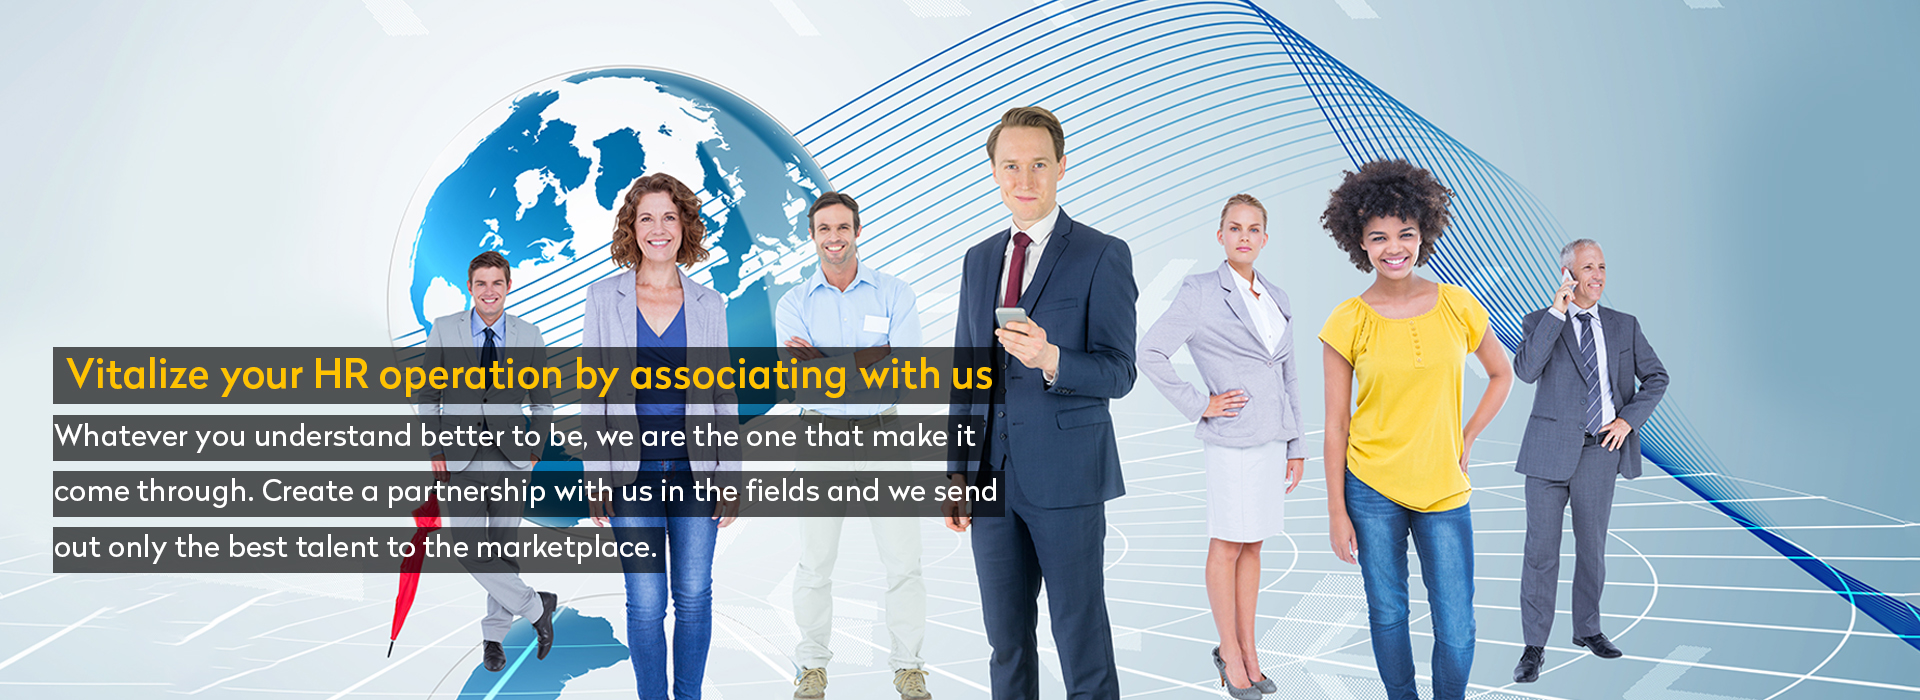 Vitalize your HR operation by associating with us
Whatever you understand better to be, we are the one that make it
come through. Create a partnership with us in the fields and we send
out only the best talent to the marketplace.